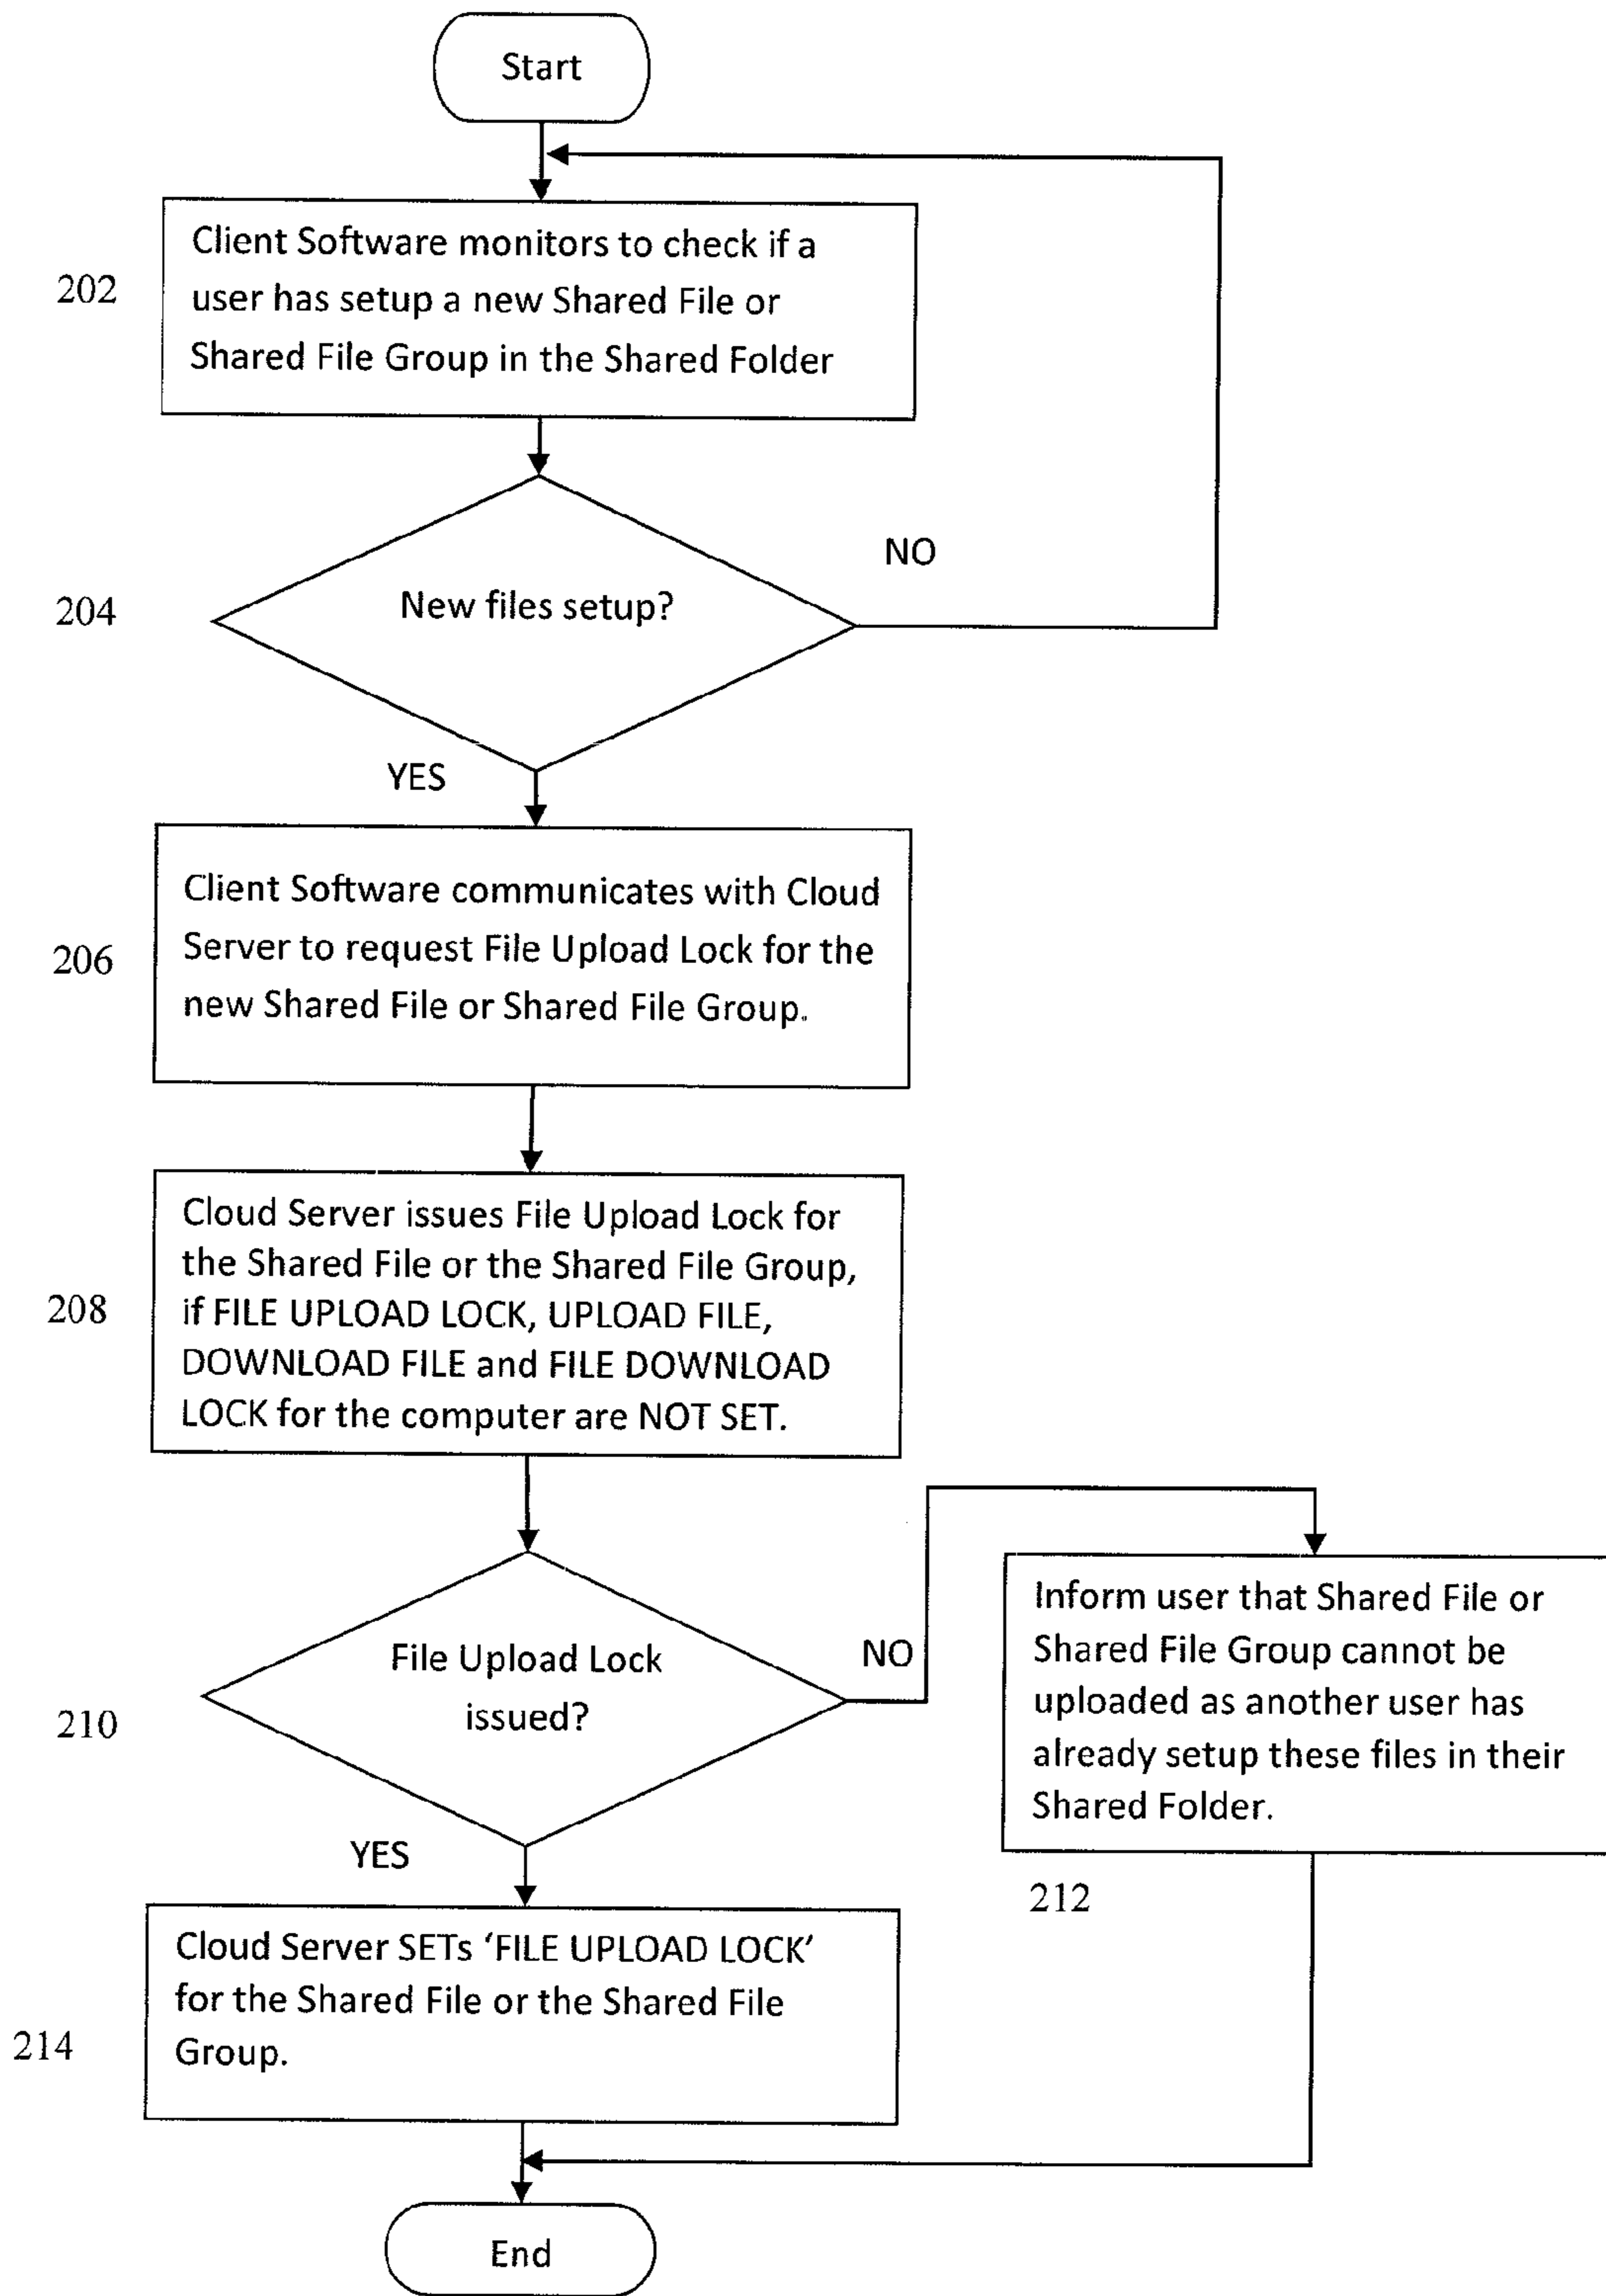 Start
202
Client Software monitors to check if a
user has setup a new Shared File or
Shared File Group in the Shared Folder
204
New files setup?
NO
YES
206
Client Software communicates with Cloud
Server to request File Upload Lock for the
new Shared File or Shared File Group.
208
Cloud Server issues File Upload Lock for
the Shared File or the Shared File Group,
if FILE UPLOAD LOCK, UPLOAD FILE,
DOWNLOAD FILE and FILE DOWNLOAD
LOCK for the computer are NOT SET.
210
File Upload Lock
issued?
NO
Inform user that Shared File or
Shared File Group cannot be
uploaded as another user has
already setup these files in their
Shared Folder.
212
YES
214
Cloud Server SETs ‘FILE UPLOAD LOCK’
for the Shared File or the Shared File
Group.
End